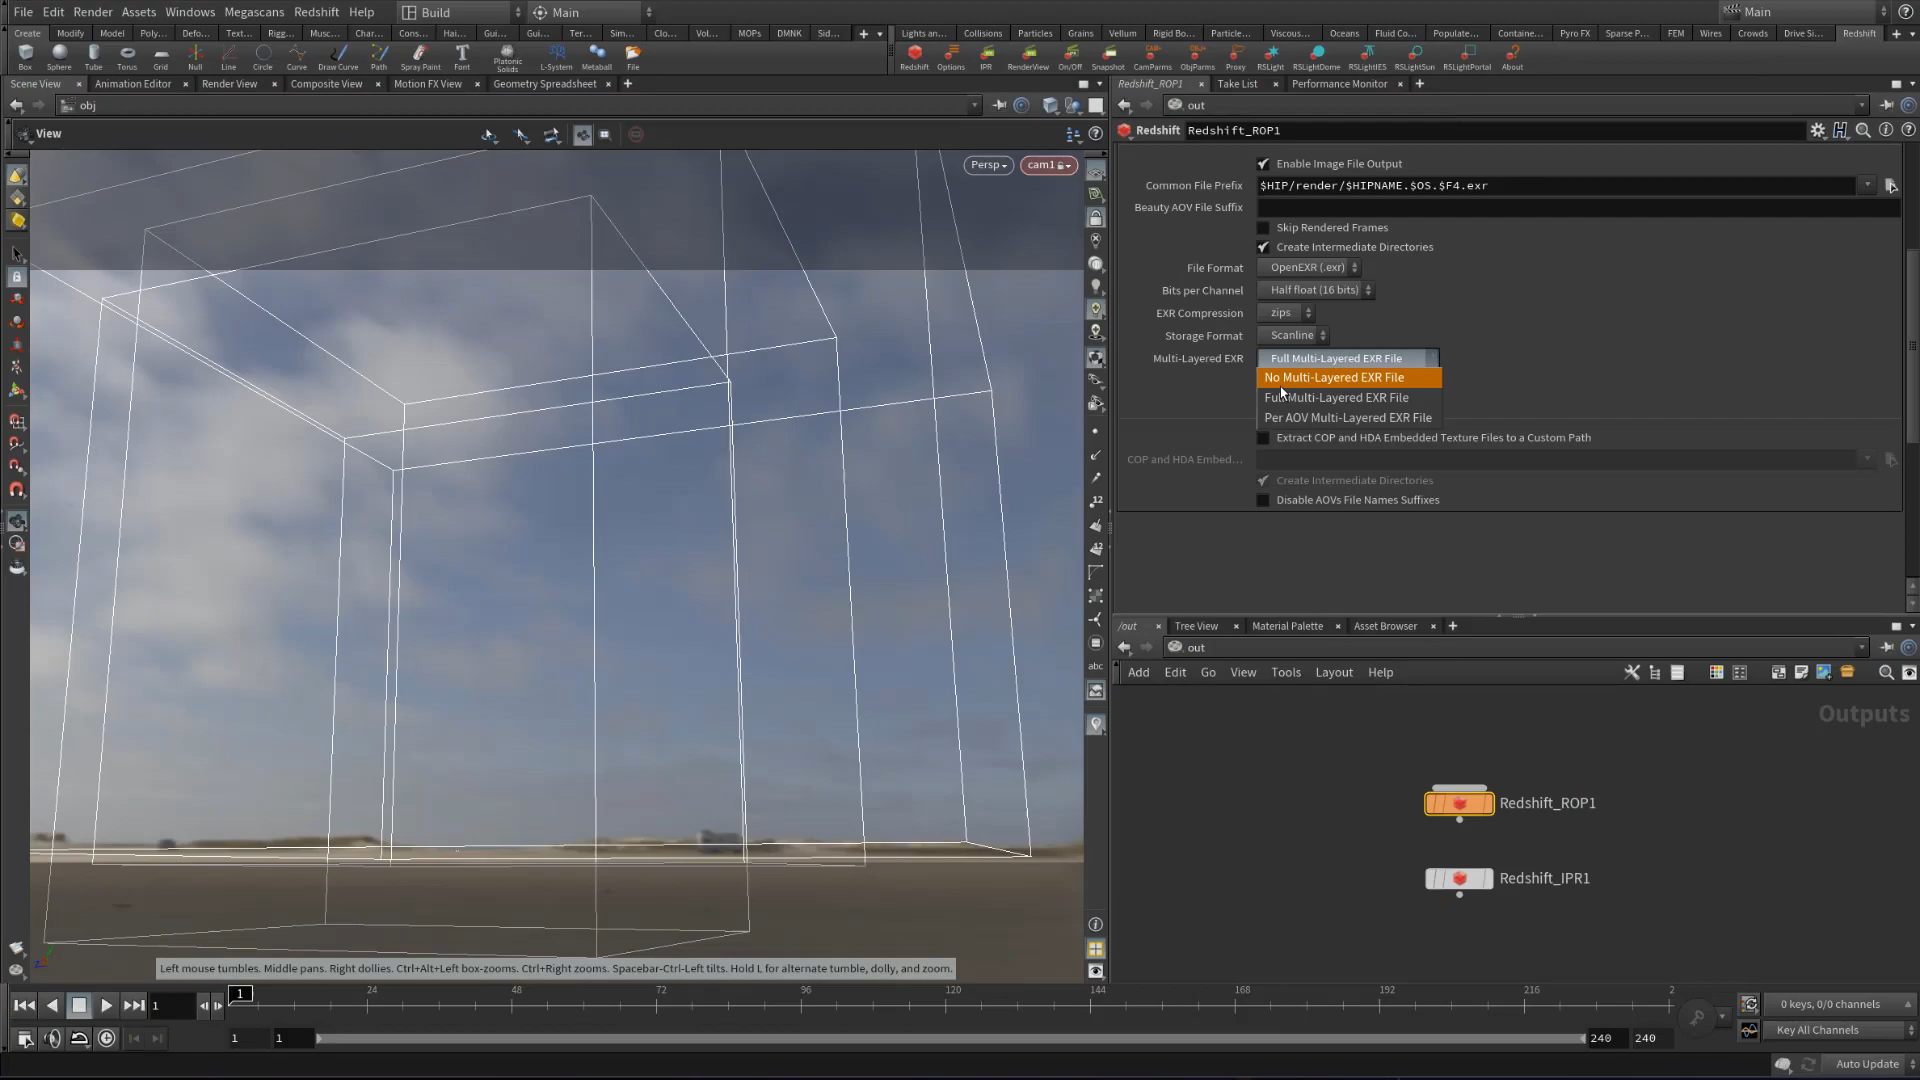 File Edit Render Assets Windows Megascans Redshift Help Build Main Main
Create Modify Model Poly... Defo... Text... Rigg... Musc... Char... Cons... Hai... Gui... Gui... Ter... Sim... Clo... Vol... MOPs DMNK Sid...
Lights an... Collisions Particles Grains Vellum Rigid Bo... Particle... Viscous... Oceans Fluid Co... Populate... Containe... Pyro FX Sparse P... FEM Wires Crowds Drive Si... Redshift
Box Sphere Tube Torus Grid Null Line Circle Curve Draw Curve Path Spray Paint Font Platonic Solids L-System Metaball File
Redshift Options IPR RenderView On/Off Snapshot CamParms ObjParms Proxy RSLight RSLightDome RSLightIES RSLightSun RSLightPortal About
Scene View Animation Editor Render View Composite View Motion FX View Geometry Spreadsheet
Redshift_ROP1 Take List Performance Monitor
obj
out
View
Redshift Redshift_ROP1
Persp cam1
Enable Image File Output
Common File Prefix $HIP/render/$HIPNAME.$OS.$F4.exr
Beauty AOV File Suffix
Skip Rendered Frames
Create Intermediate Directories
File Format OpenEXR (.exr)
Bits per Channel Half float (16 bits)
EXR Compression zips
Storage Format Scanline
Multi-Layered EXR Full Multi-Layered EXR File
No Multi-Layered EXR File
Full Multi-Layered EXR File
Per AOV Multi-Layered EXR File
Extract COP and HDA Embedded Texture Files to a Custom Path
COP and HDA Embed...
Create Intermediate Directories
Disable AOVs File Names Suffixes
12
12
abc
/out Tree View Material Palette Asset Browser
out
Add Edit Go View Tools Layout Help
Outputs
Redshift_ROP1
Redshift_IPR1
Left mouse tumbles. Middle pans. Right dollies. Ctrl+Alt+Left box-zooms. Ctrl+Right zooms. Spacebar-Ctrl-Left tilts. Hold L for alternate tumble, dolly, and zoom.
1 1 24 48 72 96 120 144 168 192 216 2
0 keys, 0/0 channels
1 1 240 240
Key All Channels
Auto Update